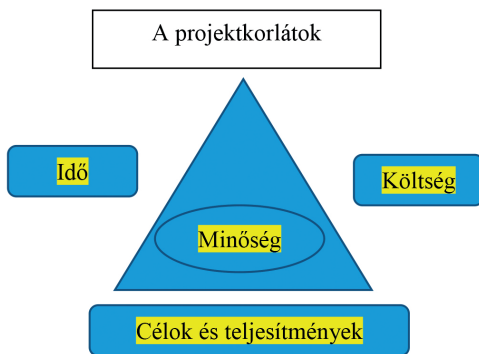 A projektkorlátok
Idő
Költség
Minőség
Célok és teljesítmények